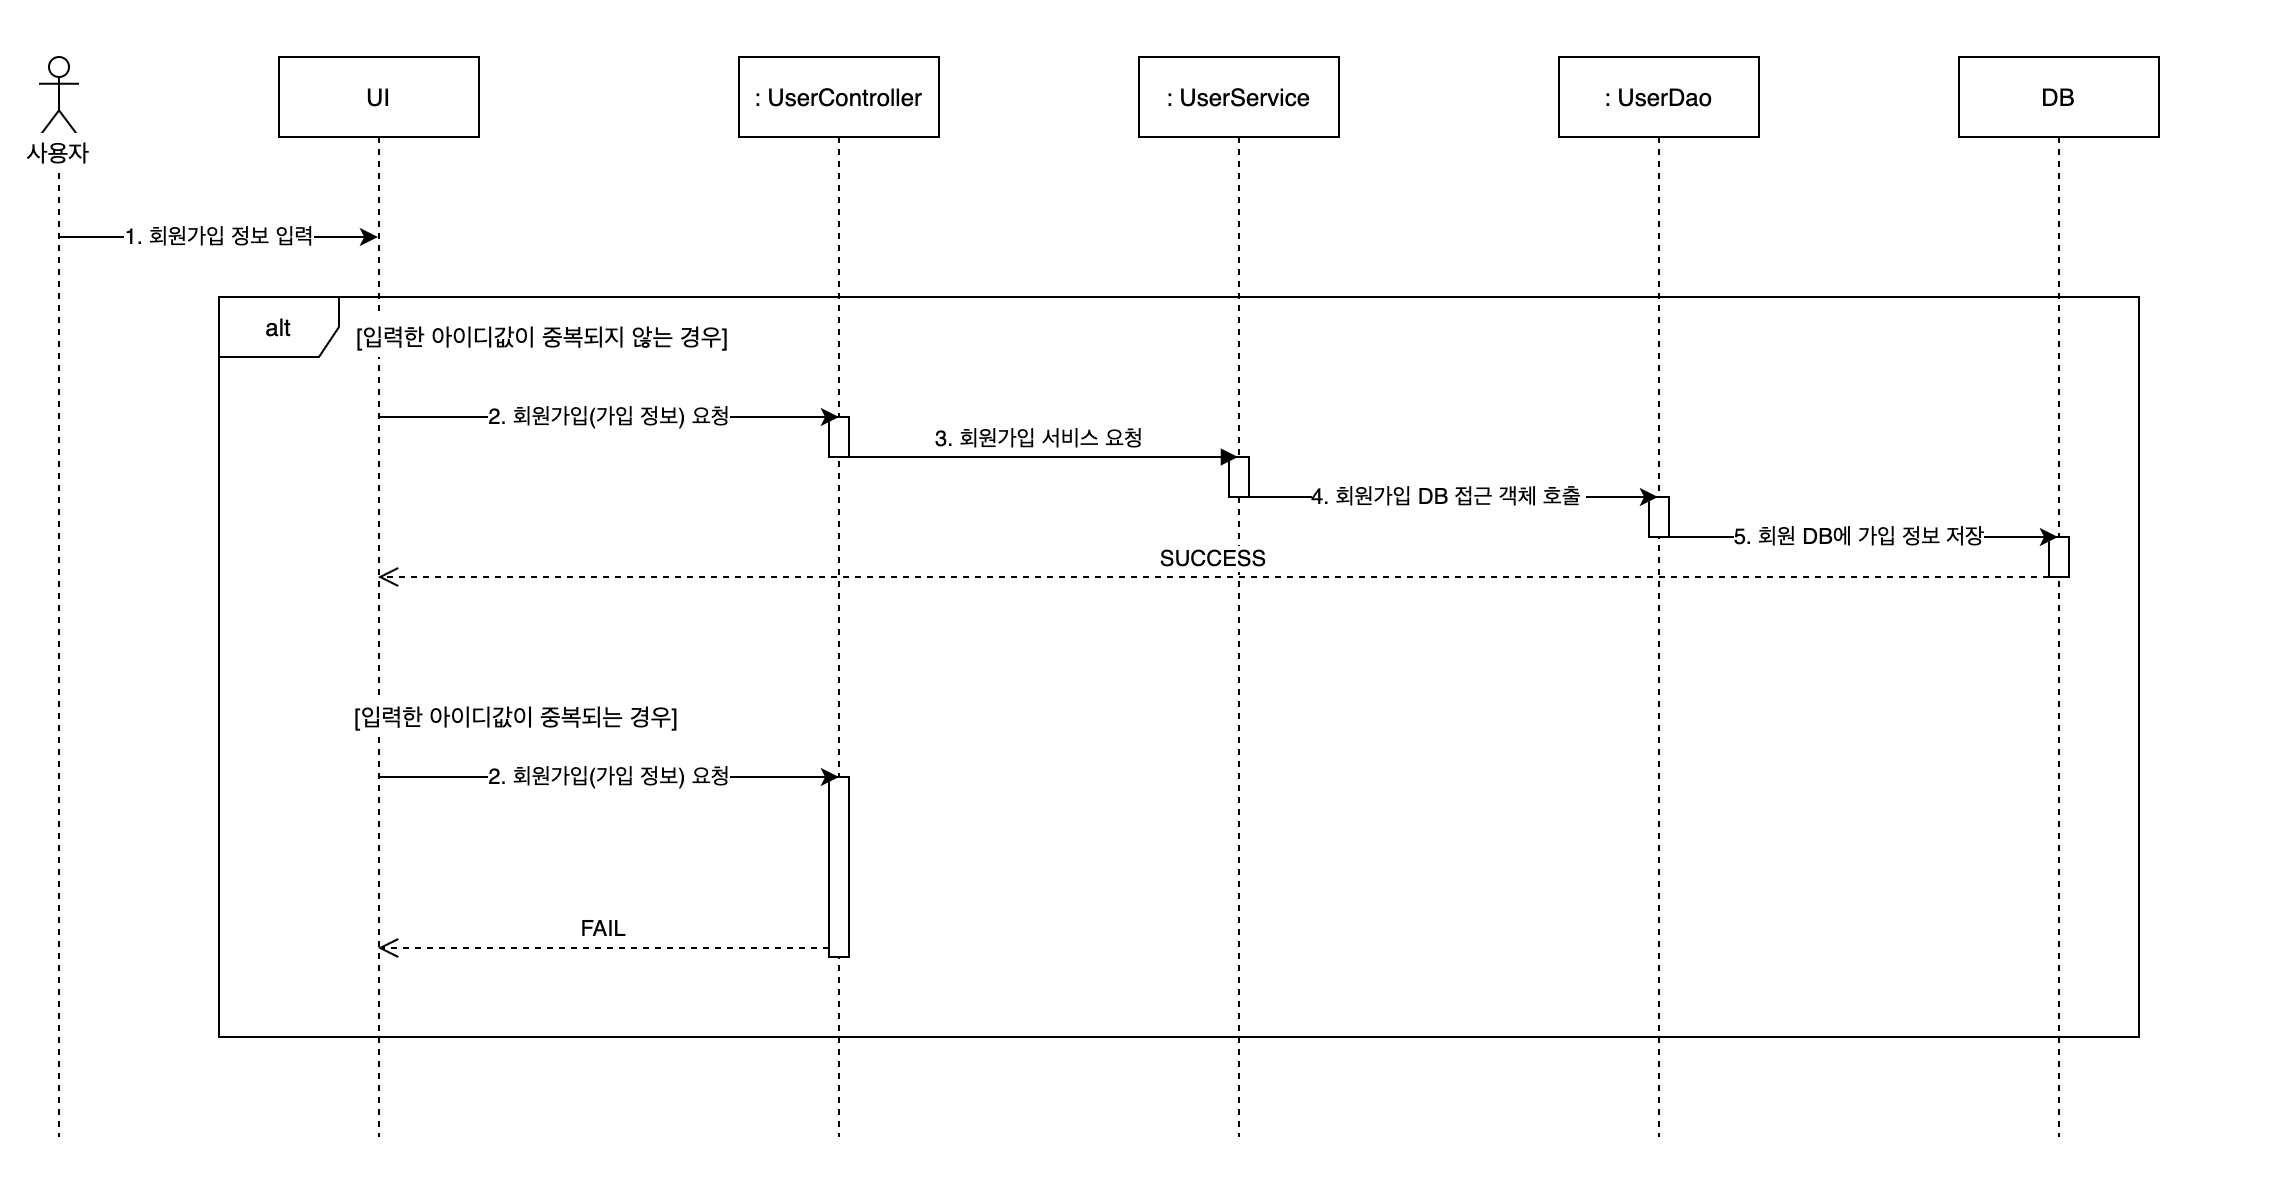 사용자
UI
: UserController
: UserService
: UserDao
DB
1. 회원가입 정보 입력
alt
[입력한 아이디값이 중복되지 않는 경우]
2. 회원가입(가입 정보) 요청
3. 회원가입 서비스 요청
4. 회원가입 DB 접근 객체 호출
5. 회원 DB에 가입 정보 저장
SUCCESS
[입력한 아이디값이 중복되는 경우]
2. 회원가입(가입 정보) 요청
FAIL